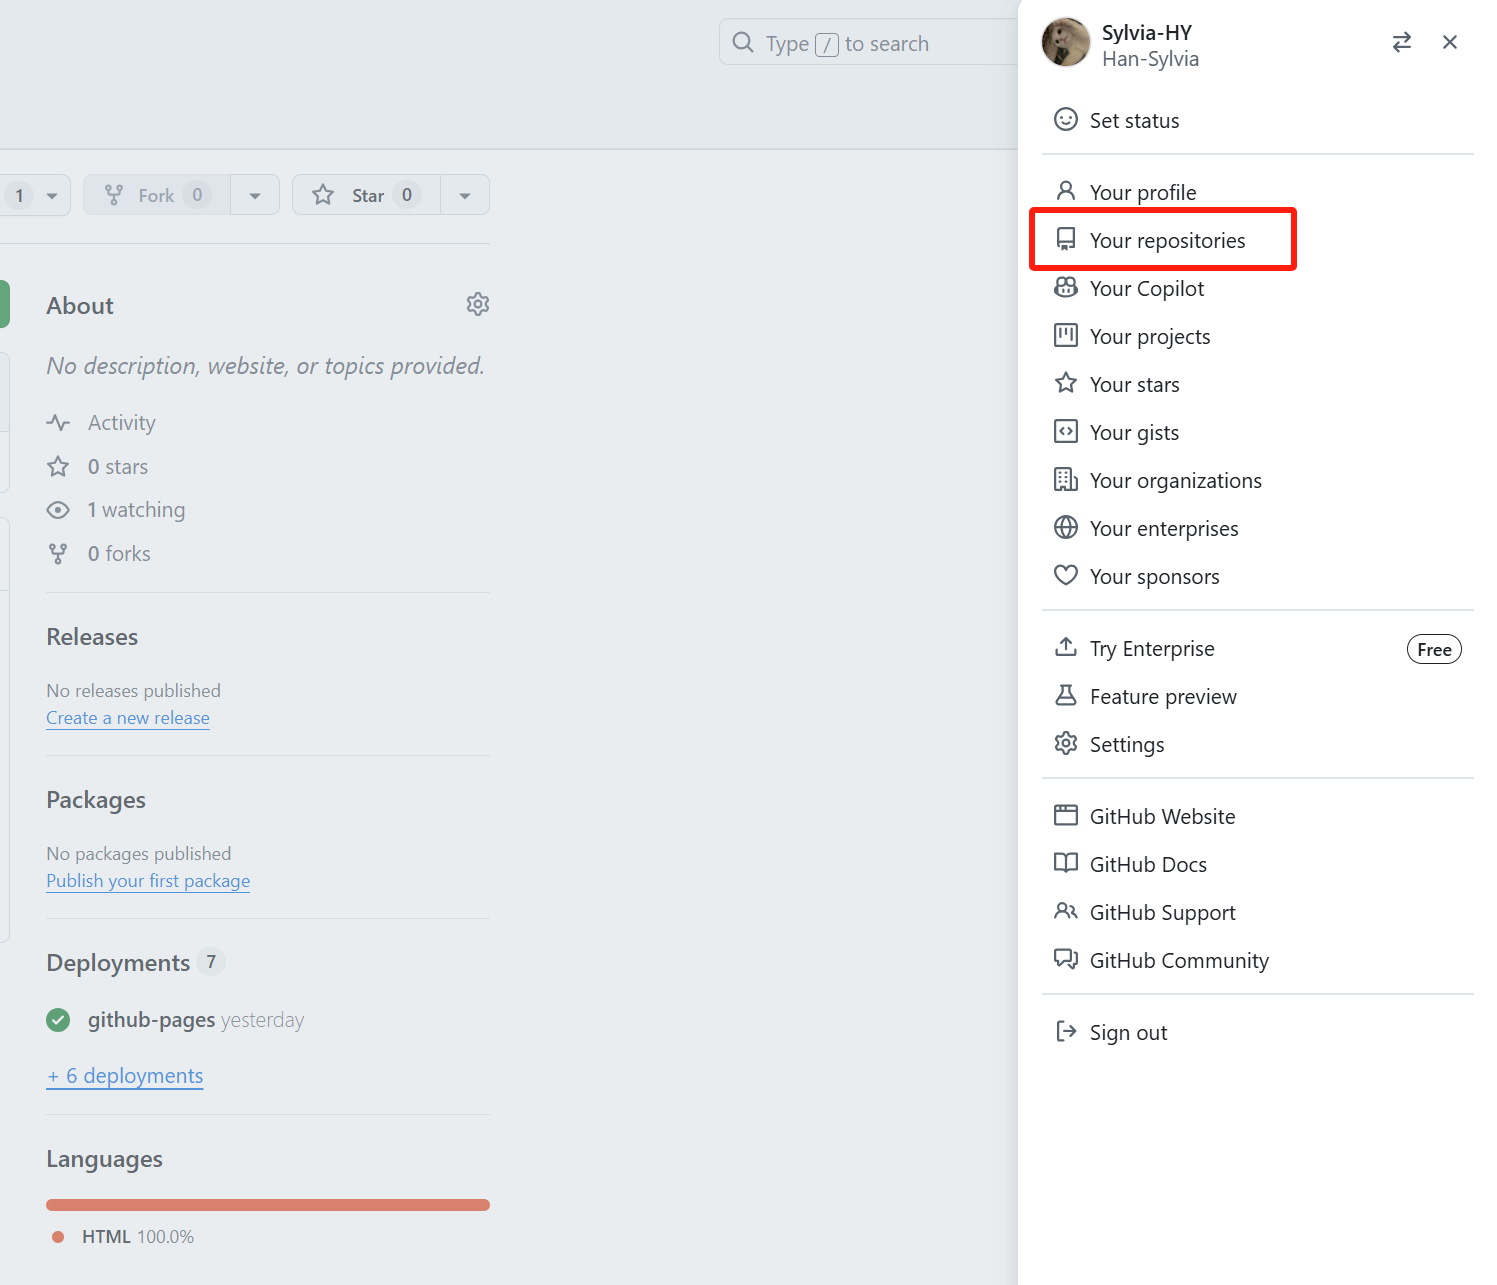 Type / to search
1
Fork 0
Star 0
About
No description, website, or topics provided.
Activity
0 stars
1 watching
0 forks
Releases
No releases published
Create a new release
Packages
No packages published
Publish your first package
Deployments 7
github-pages yesterday
+ 6 deployments
Languages
HTML 100.0%
Sylvia-HY
Han-Sylvia
Set status
Your profile
Your repositories
Your Copilot
Your projects
Your stars
Your gists
Your organizations
Your enterprises
Your sponsors
Try Enterprise Free
Feature preview
Settings
GitHub Website
GitHub Docs
GitHub Support
GitHub Community
Sign out